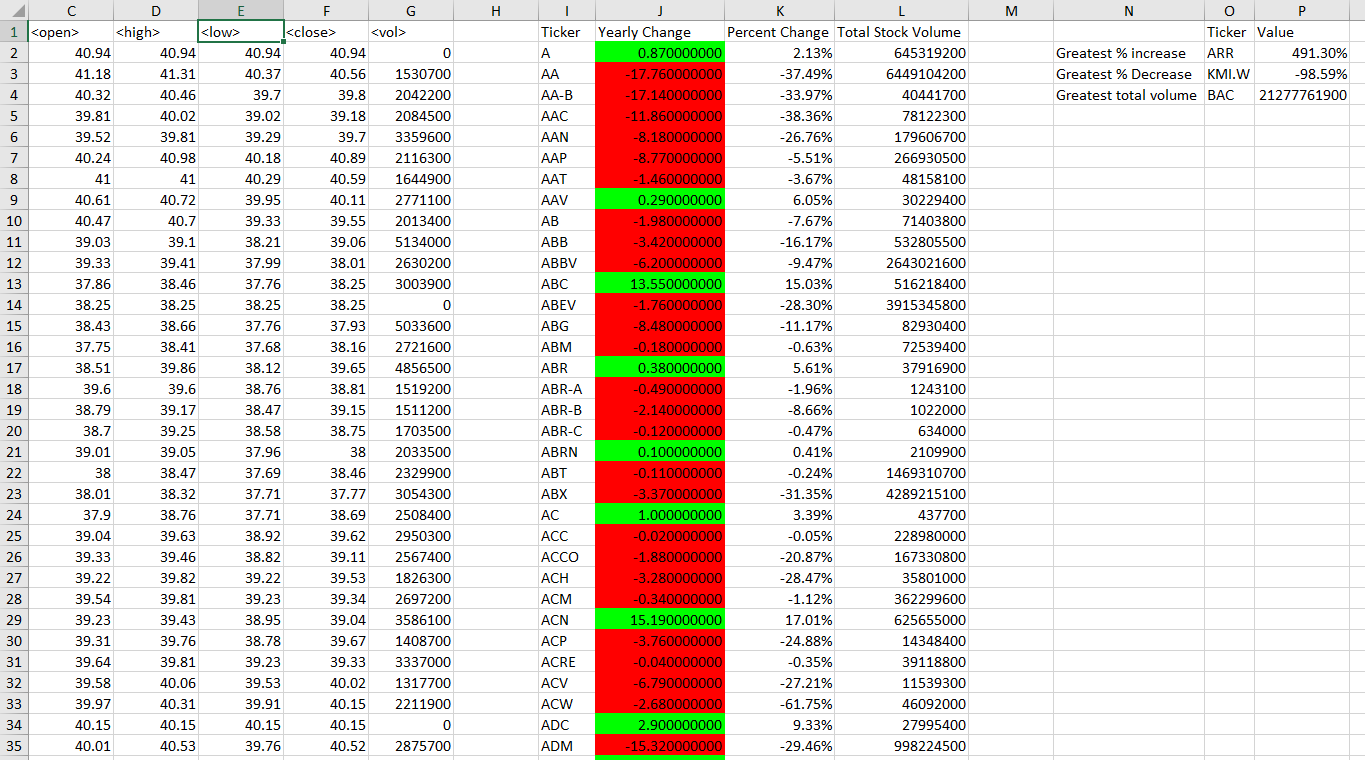 C D E F G H I J K L M N O P
1 <open> <high> <low> <close> <vol> Ticker Yearly Change Percent Change Total Stock Volume Ticker Value
2 40.94 40.94 40.94 40.94 0 A 0.870000000 2.13% 645319200 Greatest % increase ARR 491.30%
3 41.18 41.31 40.37 40.56 1530700 AA -17.760000000 -37.49% 6449104200 Greatest % Decrease KMI.W -98.59%
4 40.32 40.46 39.7 39.8 2042200 AA-B -17.140000000 -33.97% 40441700 Greatest total volume BAC 21277761900
5 39.81 40.02 39.02 39.18 2084500 AAC -11.860000000 -38.36% 78122300
6 39.52 39.81 39.29 39.7 3359600 AAN -8.180000000 -26.76% 179606700
7 40.24 40.98 40.18 40.89 2116300 AAP -8.770000000 -5.51% 266930500
8 41 41 40.29 40.59 1644900 AAT -1.460000000 -3.67% 48158100
9 40.61 40.72 39.95 40.11 2771100 AAV 0.290000000 6.05% 30229400
10 40.47 40.7 39.33 39.55 2013400 AB -1.980000000 -7.67% 71403800
11 39.03 39.1 38.21 39.06 5134000 ABB -3.420000000 -16.17% 532805500
12 39.33 39.41 37.99 38.01 2630200 ABBV -6.200000000 -9.47% 2643021600
13 37.86 38.46 37.76 38.25 3003900 ABC 13.550000000 15.03% 516218400
14 38.25 38.25 38.25 38.25 0 ABEV -1.760000000 -28.30% 3915345800
15 38.43 38.66 37.76 37.93 5033600 ABG -8.480000000 -11.17% 82930400
16 37.75 38.41 37.68 38.16 2721600 ABM -0.180000000 -0.63% 72539400
17 38.51 39.86 38.12 39.65 4856500 ABR 0.380000000 5.61% 37916900
18 39.6 39.6 38.76 38.81 1519200 ABR-A -0.490000000 -1.96% 1243100
19 38.79 39.17 38.47 39.15 1511200 ABR-B -2.140000000 -8.66% 1022000
20 38.7 39.25 38.58 38.75 1703500 ABR-C -0.120000000 -0.47% 634000
21 39.01 39.05 37.96 38 2033500 ABRN 0.100000000 0.41% 2109900
22 38 38.47 37.69 38.46 2329900 ABT -0.110000000 -0.24% 1469310700
23 38.01 38.32 37.71 37.77 3054300 ABX -3.370000000 -31.35% 4289215100
24 37.9 38.76 37.71 38.69 2508400 AC 1.000000000 3.39% 437700
25 39.04 39.63 38.92 39.62 2950300 ACC -0.020000000 -0.05% 228980000
26 39.33 39.46 38.82 39.11 2567400 ACCO -1.880000000 -20.87% 167330800
27 39.22 39.82 39.22 39.53 1826300 ACH -3.280000000 -28.47% 35801000
28 39.54 39.81 39.23 39.34 2697200 ACM -0.340000000 -1.12% 362299600
29 39.23 39.43 38.95 39.04 3586100 ACN 15.190000000 17.01% 625655000
30 39.31 39.76 38.78 39.67 1408700 ACP -3.760000000 -24.88% 14348400
31 39.64 39.81 39.23 39.33 3337000 ACRE -0.040000000 -0.35% 39118800
32 39.58 40.06 39.53 40.02 1317700 ACV -6.790000000 -27.21% 11539300
33 39.97 40.31 39.91 40.15 2211900 ACW -2.680000000 -61.75% 46092000
34 40.15 40.15 40.15 40.15 0 ADC 2.900000000 9.33% 27995400
35 40.01 40.53 39.76 40.52 2875700 ADM -15.320000000 -29.46% 998224500